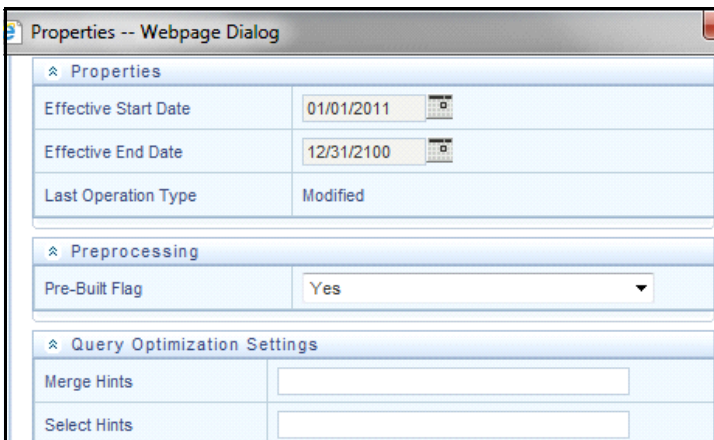 Properties -- Webpage Dialog
Properties
Effective Start Date 01/01/2011
Effective End Date 12/31/2100
Last Operation Type Modified
Preprocessing
Pre-Built Flag Yes
Query Optimization Settings
Merge Hints
Select Hints